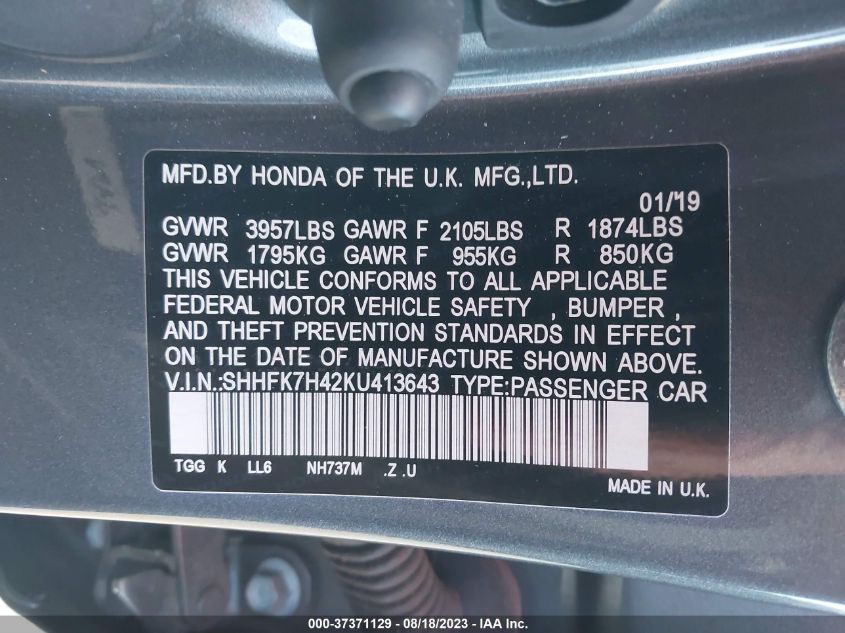 MFD.BY HONDA OF THE U.K. MFG.,LTD.
01/19
GVWR 3957LBS GAWR F 2105LBS R 1874LBS
GVWR 1795KG GAWR F 955KG R 850KG
THIS VEHICLE CONFORMS TO ALL APPLICABLE
FEDERAL MOTOR VEHICLE SAFETY , BUMPER ,
AND THEFT PREVENTION STANDARDS IN EFFECT
ON THE DATE OF MANUFACTURE SHOWN ABOVE.
V.I.N.:SHHFK7H42KU413643 TYPE:PASSENGER CAR
TGG K LL6 NH737M .Z .U
MADE IN U.K.
000-37371129 - 08/18/2023 - IAA Inc.